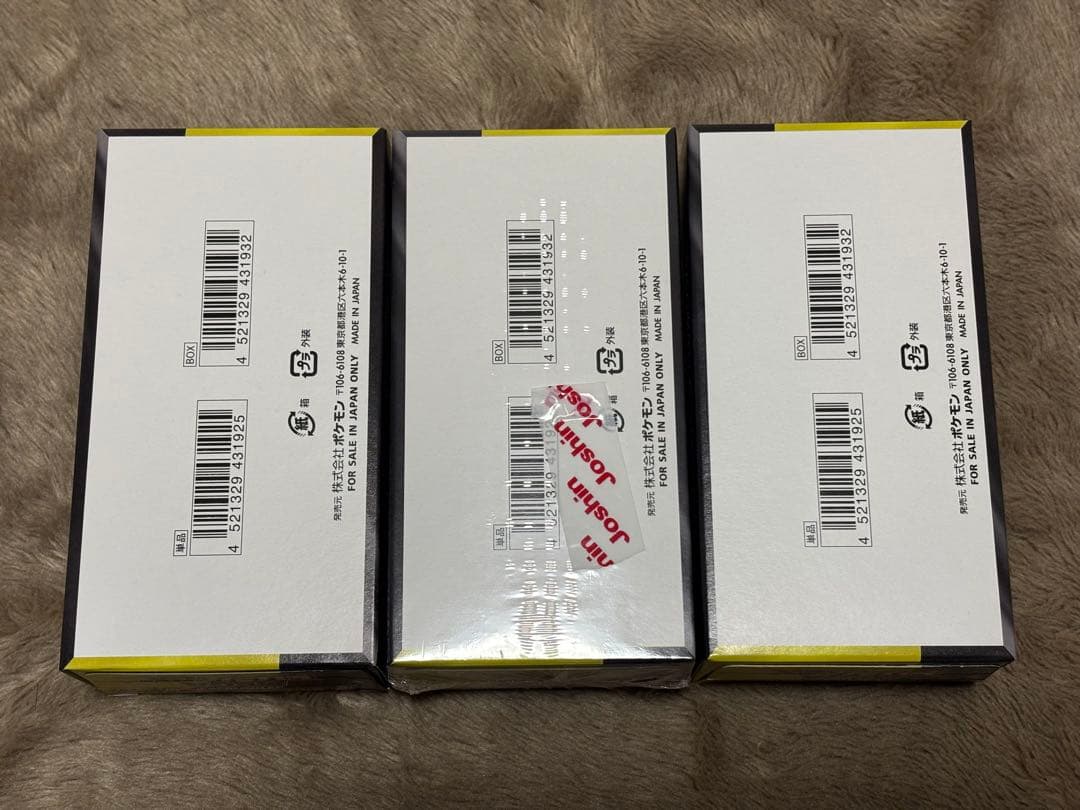 BOX
4 521329 431932
単品
4 521329 431925
プラ 外装
紙 箱
発売元 株式会社ポケモン 〒106-6108 東京都港区六本木6-10-1
FOR SALE IN JAPAN ONLY MADE IN JAPAN
BOX
4 521329 431932
単品
4 521329
プラ 外装
発売元 株式会社ポケモン 〒106-6108 東京都港区六本木6-10-1
FOR SALE IN JAPAN ONLY MADE IN JAPAN
Joshin
Joshin
Joshin
BOX
4 521329 431932
単品
4 521329 431925
プラ 外装
紙 箱
発売元 株式会社ポケモン 〒106-6108 東京都港区六本木6-10-1
FOR SALE IN JAPAN ONLY MADE IN JAPAN